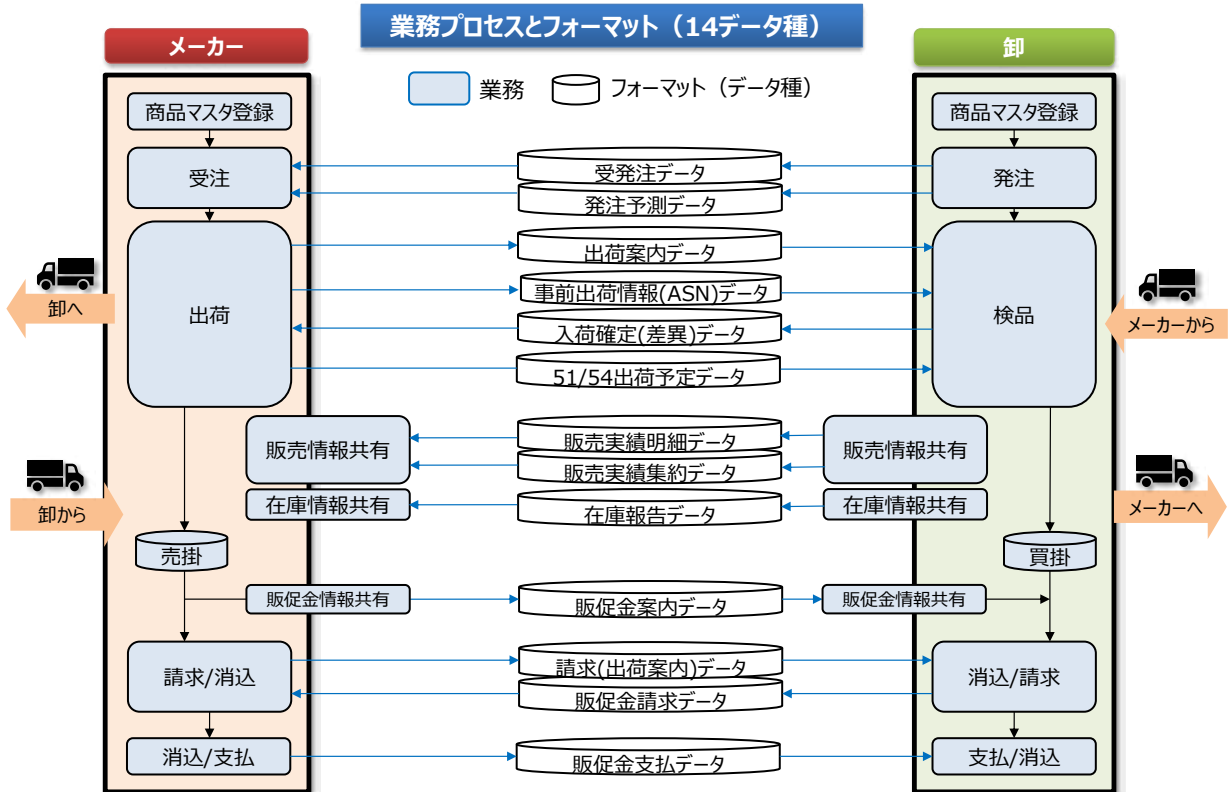 業務プロセスとフォーマット（14データ種）
メーカー
卸
業務
フォーマット（データ種）
商品マスタ登録
商品マスタ登録
受注
受発注データ
発注予測データ
発注
出荷
出荷案内データ
事前出荷情報(ASN)データ
入荷確定(差異)データ
51/54出荷予定データ
検品
卸へ
メーカーから
販売情報共有
販売実績明細データ
販売実績集約データ
販売情報共有
在庫情報共有
在庫報告データ
在庫情報共有
卸から
メーカーへ
売掛
買掛
販促金情報共有
販促金案内データ
販促金情報共有
請求/消込
請求(出荷案内)データ
販促金請求データ
消込/請求
消込/支払
販促金支払データ
支払/消込